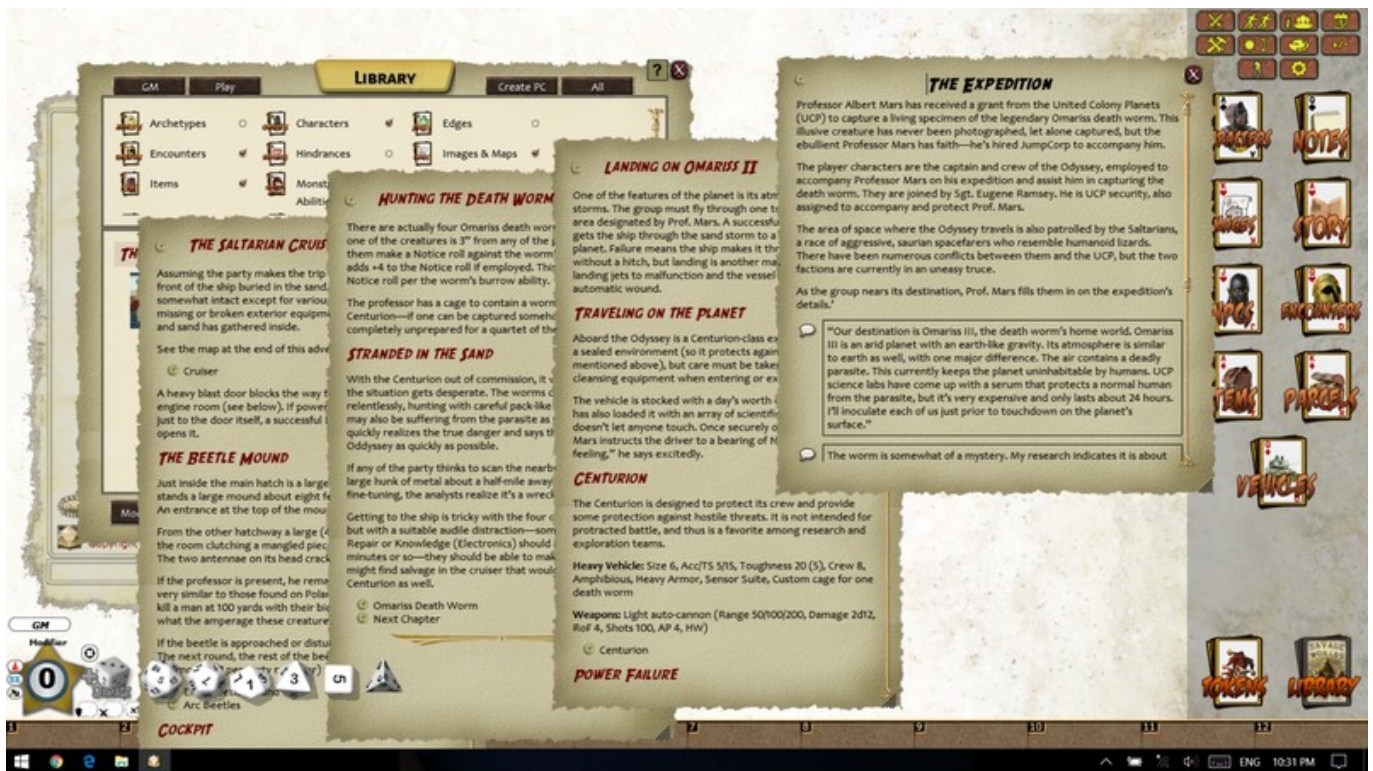 LIBRARY
?
X
GM
Play
Create PC
All
Archetypes
Characters
Edges
Encounters
Hindrances
Images & Maps
Items
THE SALTARIAN CRUIS
Assuming the party makes the trip
front of the ship buried in the sand.
somewhat intact except for variou
missing or broken exterior equipm
and sand has gathered inside.
See the map at the end of this adve
Cruiser
A heavy blast door blocks the way
engine room (see below). If power
just to the door itself, a successful
opens it.
THE BEETLE MOUND
Just inside the main hatch is a large
stands a large mound about eight fe
An entrance at the top of the mou
From the other hatchway a large (4
the room clutching a mangled piec
The two antennae on its head crack
If the professor is present, he rema
very similar to those found on Pola
kill a man at 100 yards with their bi
what the amperage these creature
If the beetle is approached or distu
The next round, the rest of the bee
Arc Beetles
COCKPIT
HUNTING THE DEATH WORM
There are actually four Omariss death wor
one of the creatures is 3" from any of the
them make a Notice roll against the worm'
adds +4 to the Notice roll if employed. This
Notice roll per the worm's burrow ability.
The professor has a cage to contain a worm
Centurion—if one can be captured someho
completely unprepared for a quartet of the
STRANDED IN THE SAND
With the Centurion out of commission, it
the situation gets desperate. The worms c
relentlessly, hunting with careful pack-like
may also be suffering from the parasite as
quickly realizes the true danger and says th
Oddyssey as quickly as possible.
If any of the party thinks to scan the nearb
large hunk of metal about a half-mile away
fine-tuning, the analysts realize it's a wreck
Getting to the ship is tricky with the four
but with a suitable audile distraction—som
Repair or Knowledge (Electronics) should
minutes or so—they should be able to mak
might find salvage in the cruiser that woul
Centurion as well.
Omariss Death Worm
Next Chapter
LANDING ON OMARISS II
One of the features of the planet is its atm
storms. The group must fly through one t
area designated by Prof. Mars. A successfu
gets the ship through the sand storm to a
planet. Failure means the ship makes it thr
without a hitch, but landing is another ma
landing jets to malfunction and the vessel
automatic wound.
TRAVELING ON THE PLANET
Aboard the Odyssey is a Centurion-class ex
a sealed environment (so it protects again
mentioned above), but care must be take
cleansing equipment when entering or ex
The vehicle is stocked with a day's worth
has also loaded it with an array of scientifi
doesn't let anyone touch. Once securely o
Mars instructs the driver to a bearing of N
feeling," he says excitedly.
CENTURION
The Centurion is designed to protect its crew and provide
some protection against hostile threats. It is not intended for
protracted battle, and thus is a favorite among research and
exploration teams.
Heavy Vehicle: Size 6, Acc/TS 5/15, Toughness 20 (5), Crew 8,
Amphibious, Heavy Armor, Sensor Suite, Custom cage for one
death worm
Weapons: Light auto-cannon (Range 50/100/200, Damage 2d12,
RoF 4, Shots 100, AP 4, HW)
Centurion
POWER FAILURE
THE EXPEDITION
Professor Albert Mars has received a grant from the United Colony Planets
(UCP) to capture a living specimen of the legendary Omariss death worm. This
illusive creature has never been photographed, let alone captured, but the
ebullient Professor Mars has faith—he's hired JumpCorp to accompany him.
The player characters are the captain and crew of the Odyssey, employed to
accompany Professor Mars on his expedition and assist him in capturing the
death worm. They are joined by Sgt. Eugene Ramsey. He is UCP security, also
assigned to accompany and protect Prof. Mars.
The area of space where the Odyssey travels is also patrolled by the Saltarians,
a race of aggressive, saurian spacefarers who resemble humanoid lizards.
There have been numerous conflicts between them and the UCP, but the two
factions are currently in an uneasy truce.
As the group nears its destination, Prof. Mars fills them in on the expedition's
details.'
"Our destination is Omariss III, the death worm's home world. Omariss
III is an arid planet with an earth-like gravity. Its atmosphere is similar
to earth as well, with one major difference. The air contains a deadly
parasite. This currently keeps the planet uninhabitable by humans. UCP
science labs have come up with a serum that protects a normal human
from the parasite, but it's very expensive and only lasts about 24 hours.
I'll inoculate each of us just prior to touchdown on the planet's
surface."
The worm is somewhat of a mystery. My research indicates it is about
NOTES
STORY
NPCS
ENCOUNTERS
ITEMS
PARCELS
VEHICLES
TOKENS
LIBRARY
GM
Modifier
0
1
2
7
8
9
10
11
12
ENG
10:31 PM